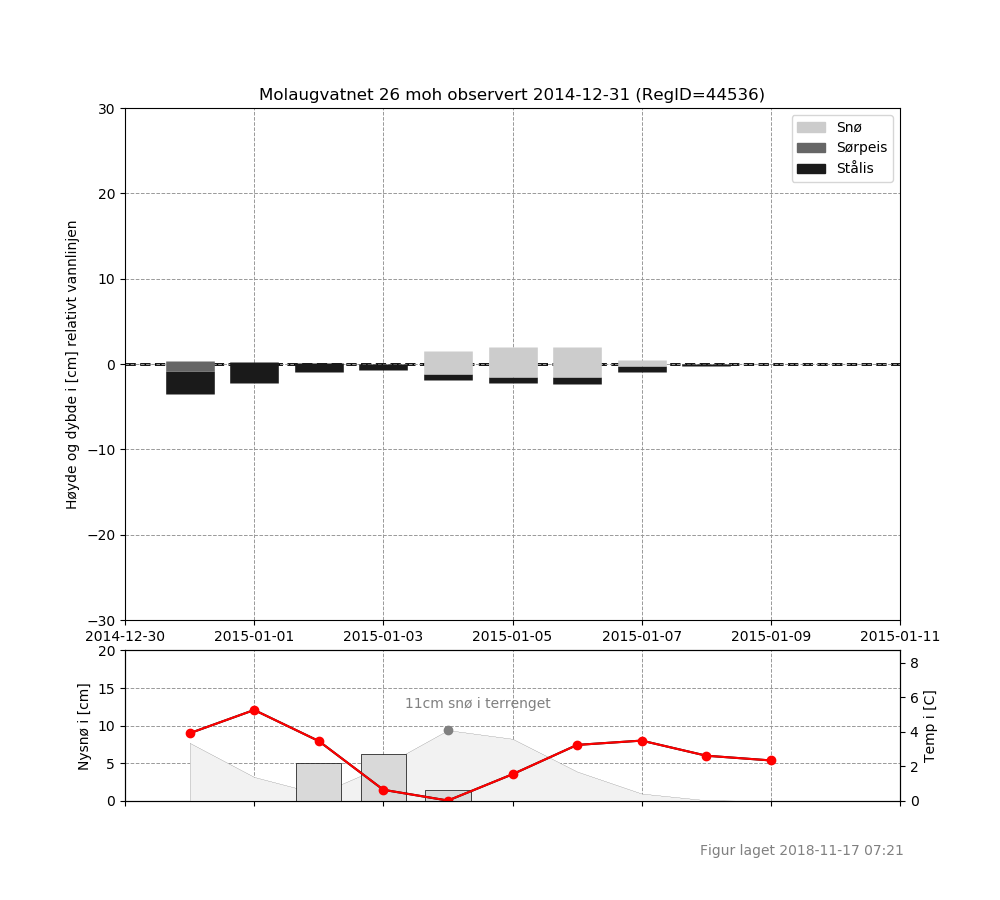 Molaugvatnet 26 moh observert 2014-12-31 (RegID=44536)
Snø
Sørpeis
Stålis
Høyde og dybde i [cm] relativt vannlinjen
30
20
10
0
−10
−20
−30
2014-12-30 2015-01-01 2015-01-03 2015-01-05 2015-01-07 2015-01-09 2015-01-11
Nysnø i [cm]
20
15
10
5
0
11cm snø i terrenget
8
6
4
2
0
Temp i [C]
Figur laget 2018-11-17 07:21